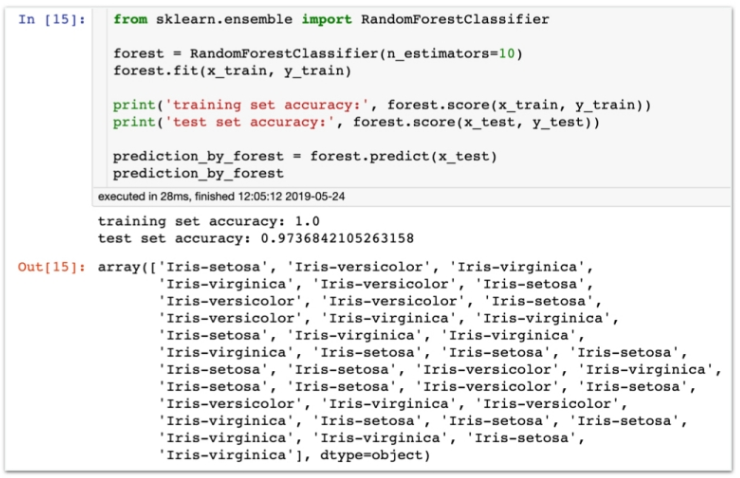 In [15]: from sklearn.ensemble import RandomForestClassifier
forest = RandomForestClassifier(n_estimators=10)
forest.fit(x_train, y_train)
print('training set accuracy:', forest.score(x_train, y_train))
print('test set accuracy:', forest.score(x_test, y_test))
prediction_by_forest = forest.predict(x_test)
prediction_by_forest
executed in 28ms, finished 12:05:12 2019-05-24
training set accuracy: 1.0
test set accuracy: 0.9736842105263158
Out[15]: array(['Iris-setosa', 'Iris-versicolor', 'Iris-virginica',
'Iris-virginica', 'Iris-versicolor', 'Iris-setosa',
'Iris-versicolor', 'Iris-versicolor', 'Iris-setosa',
'Iris-versicolor', 'Iris-virginica', 'Iris-virginica',
'Iris-setosa', 'Iris-virginica', 'Iris-virginica',
'Iris-virginica', 'Iris-setosa', 'Iris-setosa', 'Iris-setosa',
'Iris-setosa', 'Iris-setosa', 'Iris-versicolor', 'Iris-virginica',
'Iris-setosa', 'Iris-setosa', 'Iris-versicolor', 'Iris-setosa',
'Iris-versicolor', 'Iris-virginica', 'Iris-versicolor',
'Iris-virginica', 'Iris-setosa', 'Iris-setosa', 'Iris-setosa',
'Iris-virginica', 'Iris-virginica', 'Iris-setosa',
'Iris-virginica'], dtype=object)